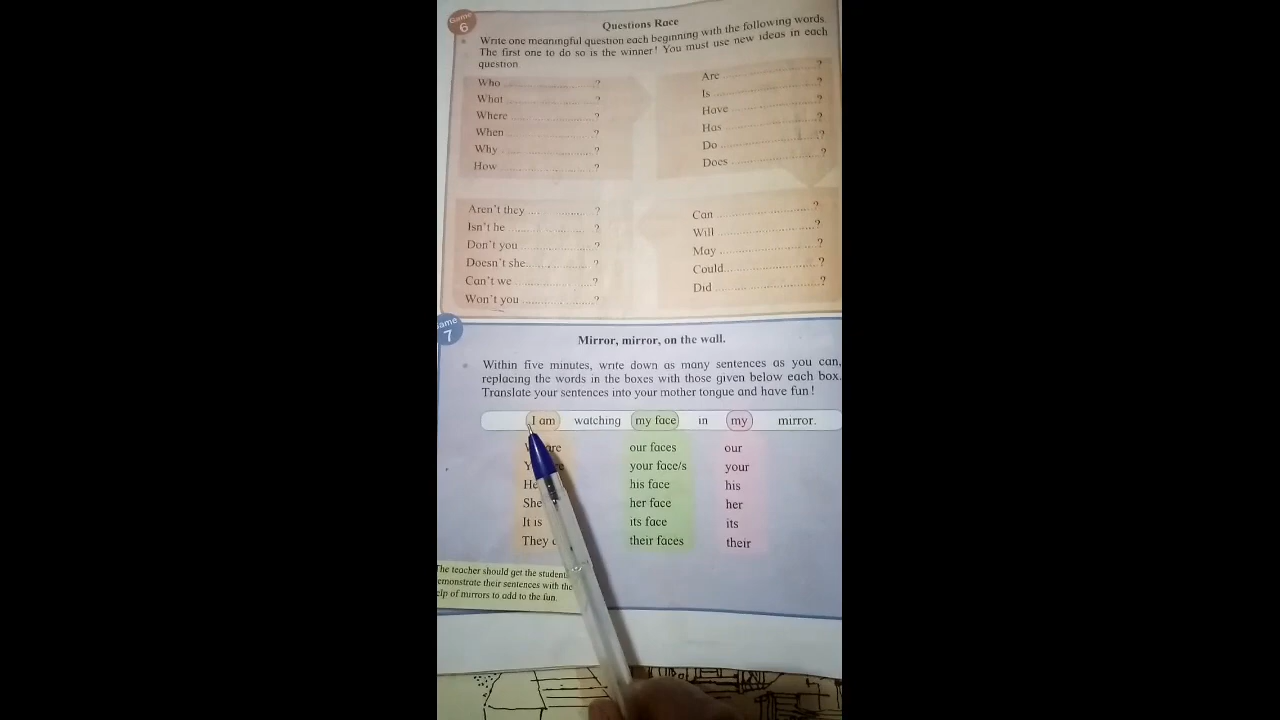 Game
6
Questions Race
Write one meaningful question each beginning with the following words
The first one to do so is the winner! You must use new ideas in each
question
Who ........................?
What ........................?
Where ........................?
When ........................?
Why ........................?
How ........................?
Are ........................?
Is ........................?
Have ........................?
Has ........................?
Do ........................?
Does ........................?
Aren't they ........................?
Isn't he ........................?
Don't you ........................?
Doesn't she ........................?
Can't we ........................?
Won't you ........................?
Can ........................?
Will ........................?
May ........................?
Could ........................?
Did ........................?
ame
7
Mirror, mirror, on the wall.
Within five minutes, write down as many sentences as you can,
replacing the words in the boxes with those given below each box.
Translate your sentences into your mother tongue and have fun!
I am watching my face in my mirror.
our faces our
your face/s your
He his face his
She her face her
It is its face its
They their faces their
The teacher should get the student
emonstrate their sentences with the
elp of mirrors to add to the fun.